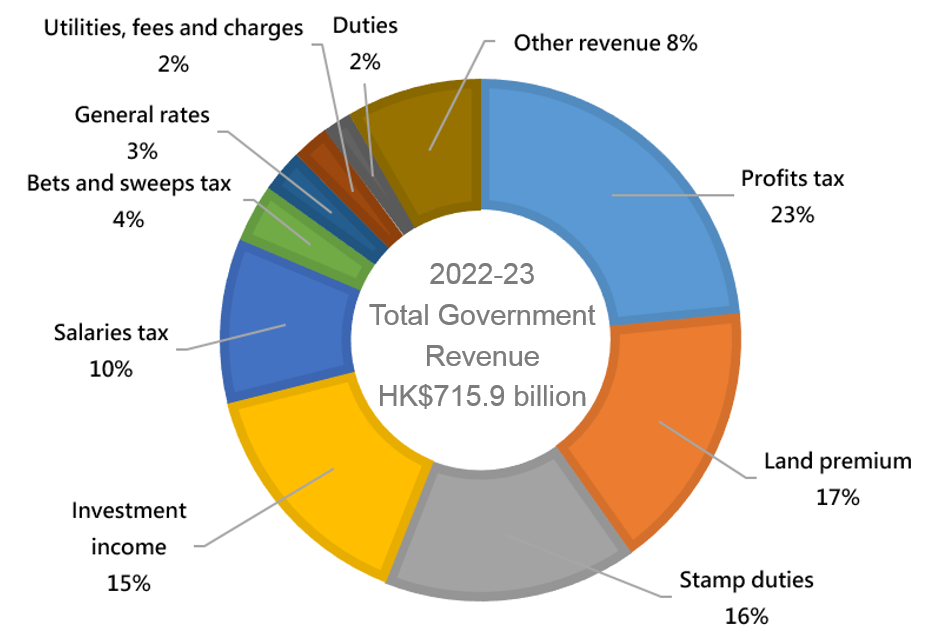 Utilities, fees and charges
2%
Duties
2%
Other revenue 8%
General rates
3%
Bets and sweeps tax
4%
Profits tax
23%
2022-23
Total Government
Revenue
HK$715.9 billion
Salaries tax
10%
Land premium
17%
Investment
income
15%
Stamp duties
16%